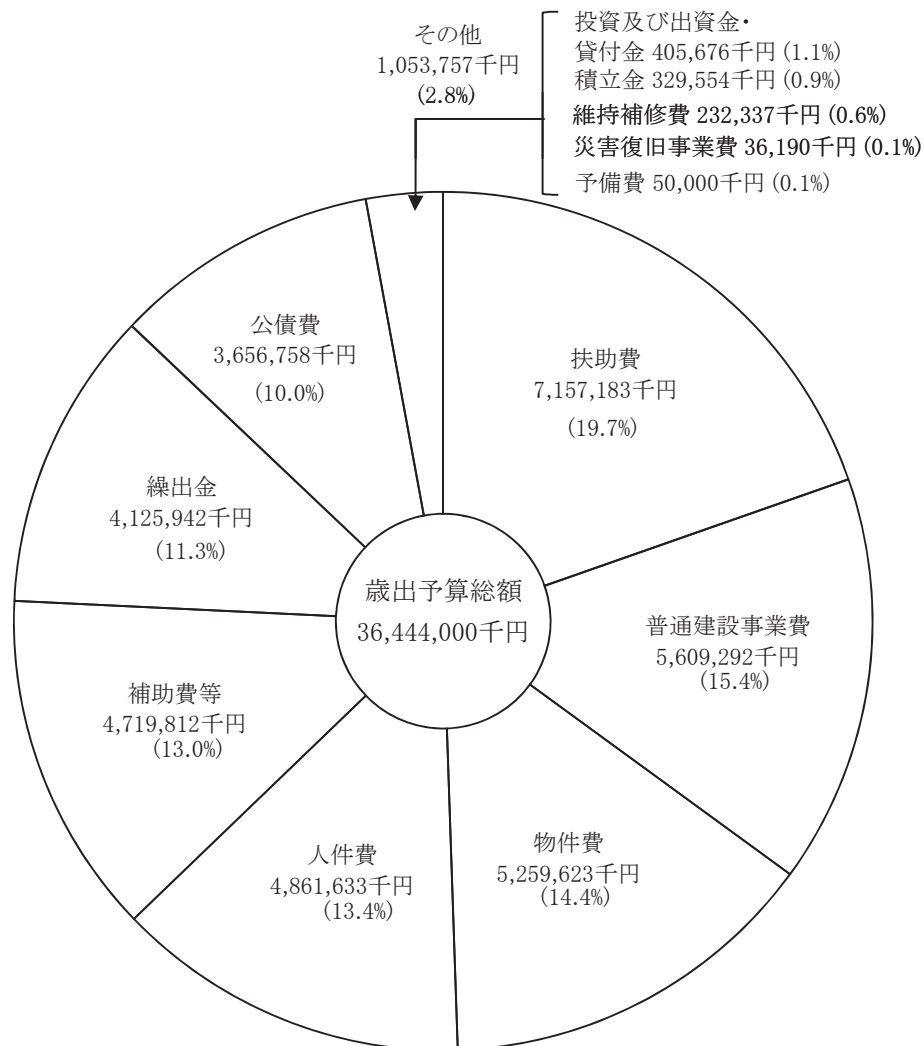 その他
1,053,757千円
(2.8%)
投資及び出資金・
貸付金 405,676千円 (1.1%)
積立金 329,554千円 (0.9%)
維持補修費 232,337千円 (0.6%)
災害復旧事業費 36,190千円 (0.1%)
予備費 50,000千円 (0.1%)
公債費
3,656,758千円
(10.0%)
扶助費
7,157,183千円
(19.7%)
繰出金
4,125,942千円
(11.3%)
歳出予算総額
36,444,000千円
普通建設事業費
5,609,292千円
(15.4%)
補助費等
4,719,812千円
(13.0%)
人件費
4,861,633千円
(13.4%)
物件費
5,259,623千円
(14.4%)